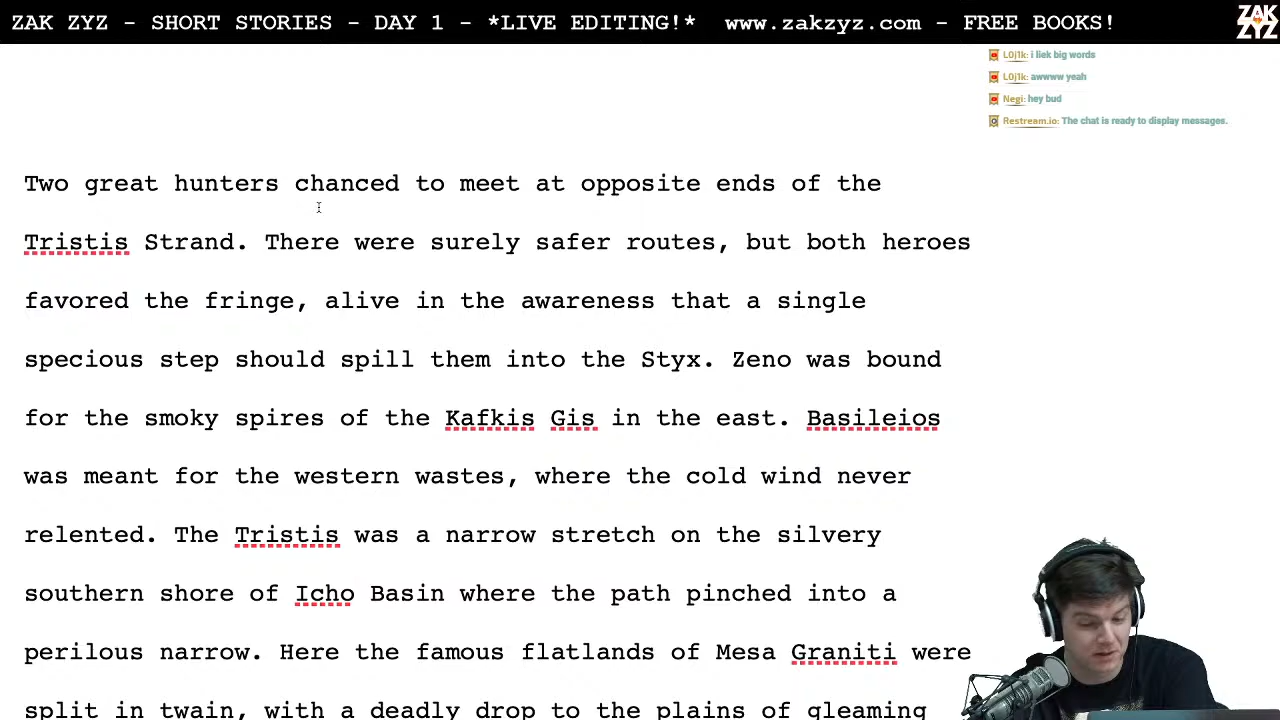 ZAK ZYZ - SHORT STORIES - DAY 1 - *LIVE EDITING!* www.zakzyz.com - FREE BOOKS!
ZAK
ZYZ
L0j1k: i liek big words
L0j1k: awwww yeah
Negi: hey bud
Restream.io: The chat is ready to display messages.
Two great hunters chanced to meet at opposite ends of the
Tristis Strand. There were surely safer routes, but both heroes
favored the fringe, alive in the awareness that a single
specious step should spill them into the Styx. Zeno was bound
for the smoky spires of the Kafkis Gis in the east. Basileios
was meant for the western wastes, where the cold wind never
relented. The Tristis was a narrow stretch on the silvery
southern shore of Icho Basin where the path pinched into a
perilous narrow. Here the famous flatlands of Mesa Graniti were
split in twain, with a deadly drop to the plains of gleaming